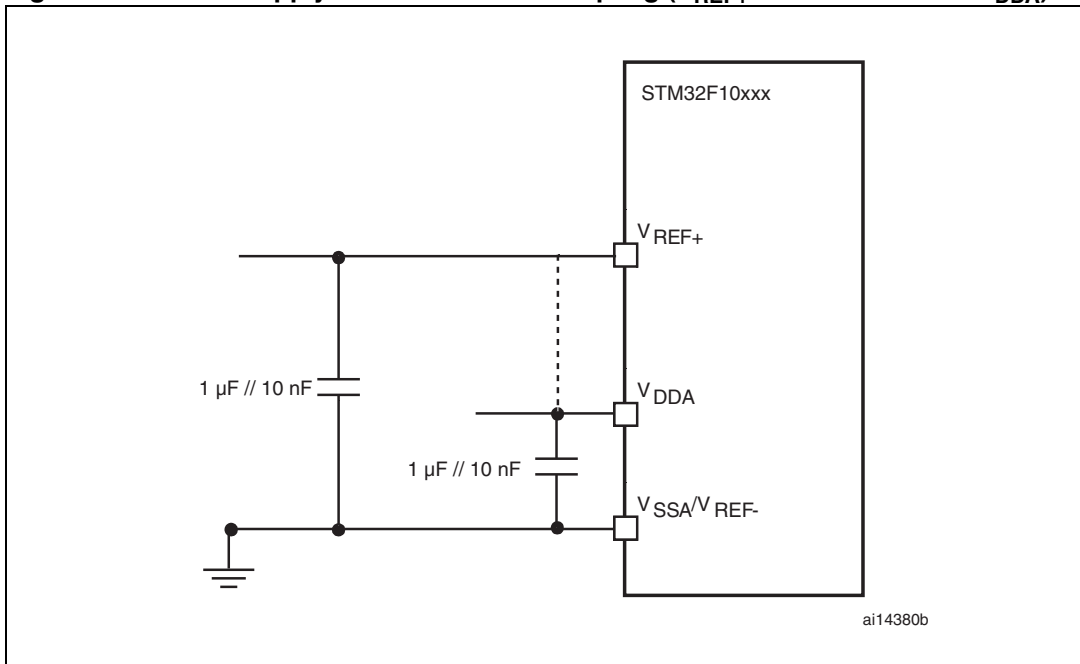 STM32F10xxx
VREF+
1 µF // 10 nF
VDDA
1 µF // 10 nF
VSSA/VREF-
ai14380b